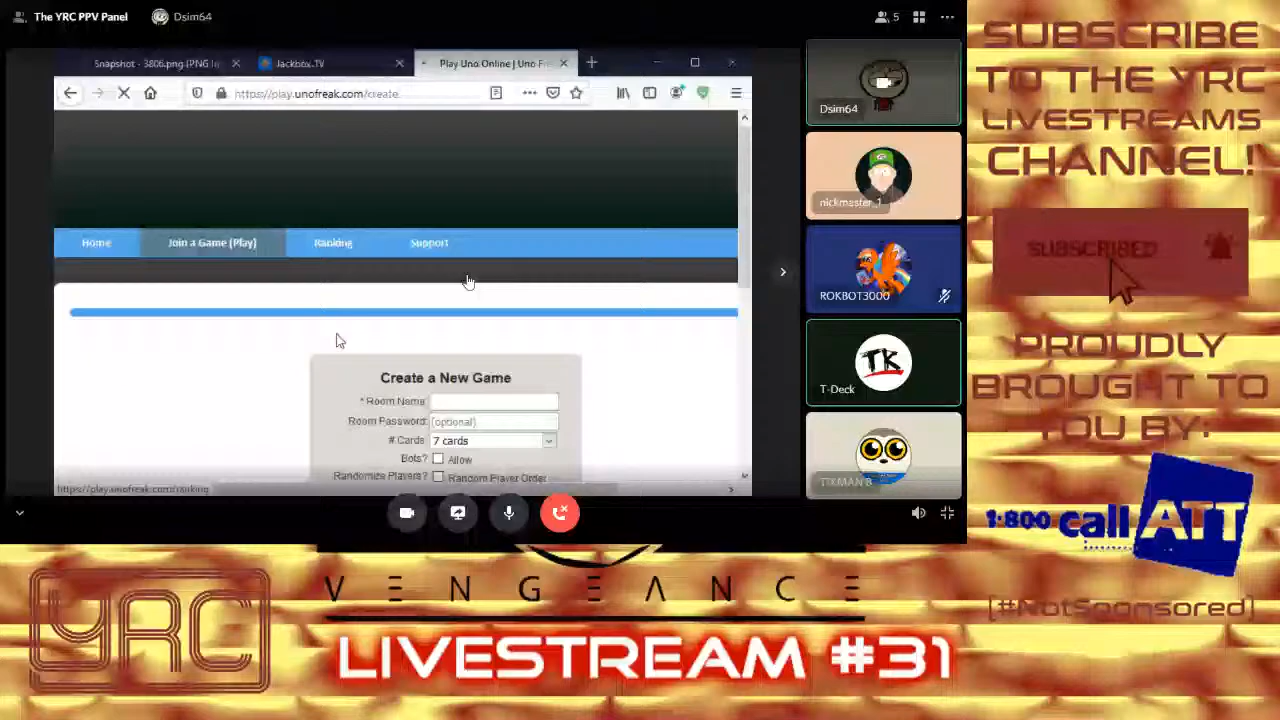 The YRC PPV Panel
Dsim64
5
Snapshot - 3806.png (PNG I
Jackbox.TV
Play Uno Online | Uno Fre
https://play.unofreak.com/create
Home
Join a Game (Play)
Ranking
Support
Create a New Game
* Room Name
Room Password:
(optional)
# Cards
7 cards
Bots?
Allow
Randomize Players?
Random Player Order
https://play.unofreak.com/ranking
Dsim64
nickmaster_1
ROKBOT3000
TK
T-Deck
SUBSCRIBE
TO THE YRC
LIVESTREAMS
CHANNEL!
SUBSCRIBED
PROUDLY
BROUGHT TO
YOU BY:
1-800 call ATT
[#NotSponsored]
YRC
VENGEANCE
LIVESTREAM #31